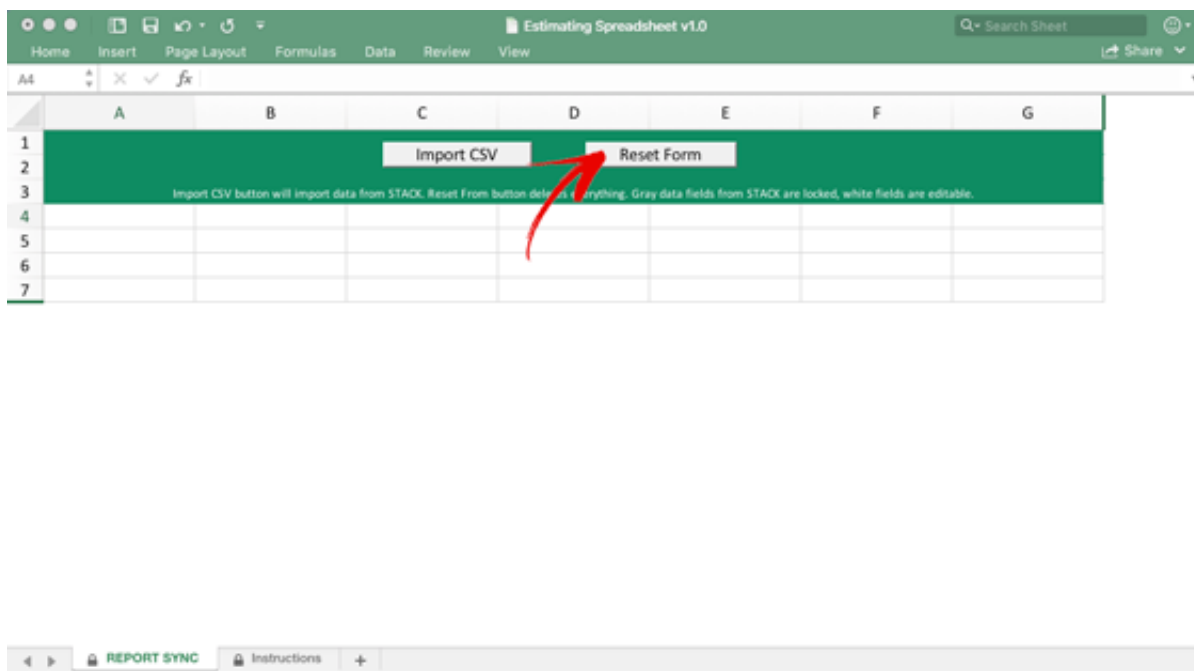 Estimating Spreadsheet v1.0
Search Sheet
Home Insert Page Layout Formulas Data Review View
Share
A4 fx
A B C D E F G
1
Import CSV Reset Form
2
3 Import CSV button will import data from STACK. Reset From button everything. Gray data fields from STACK are locked, white fields are editable.
4
5
6
7
REPORT SYNC Instructions +